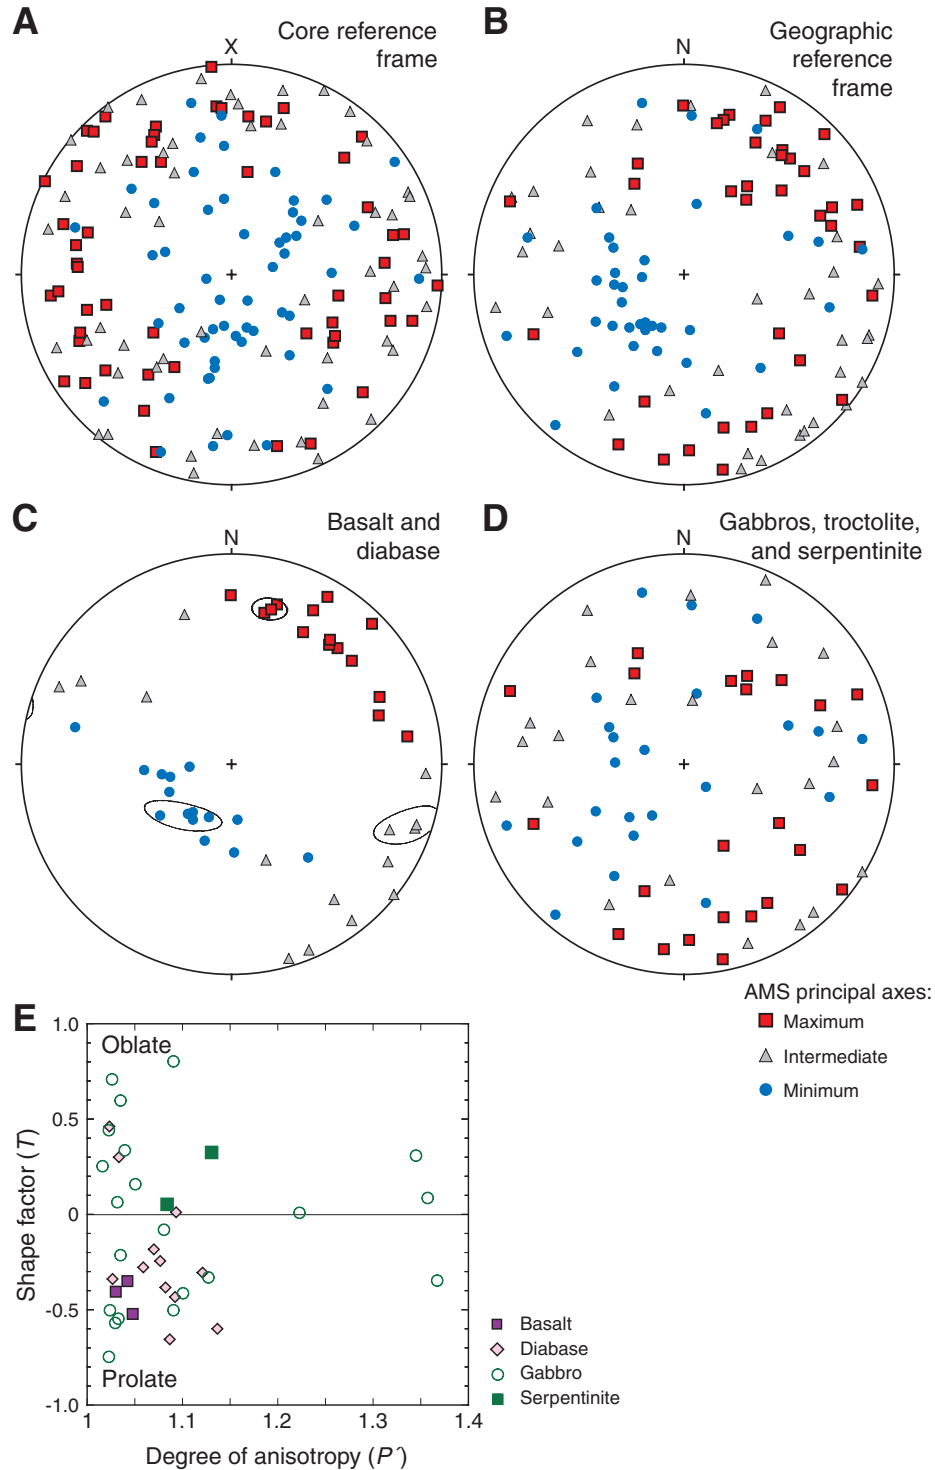 A
X
Core reference
frame
B
N
Geographic
reference
frame
C
N
Basalt and
diabase
D
N
Gabbros, troctolite,
and serpentinite
AMS principal axes:
Maximum
Intermediate
Minimum
E
1.0
Oblate
0.5
Shape factor (T)
0
-0.5
Prolate
-1.0
1
1.1
1.2
1.3
1.4
Degree of anisotropy (P´)
Basalt
Diabase
Gabbro
Serpentinite